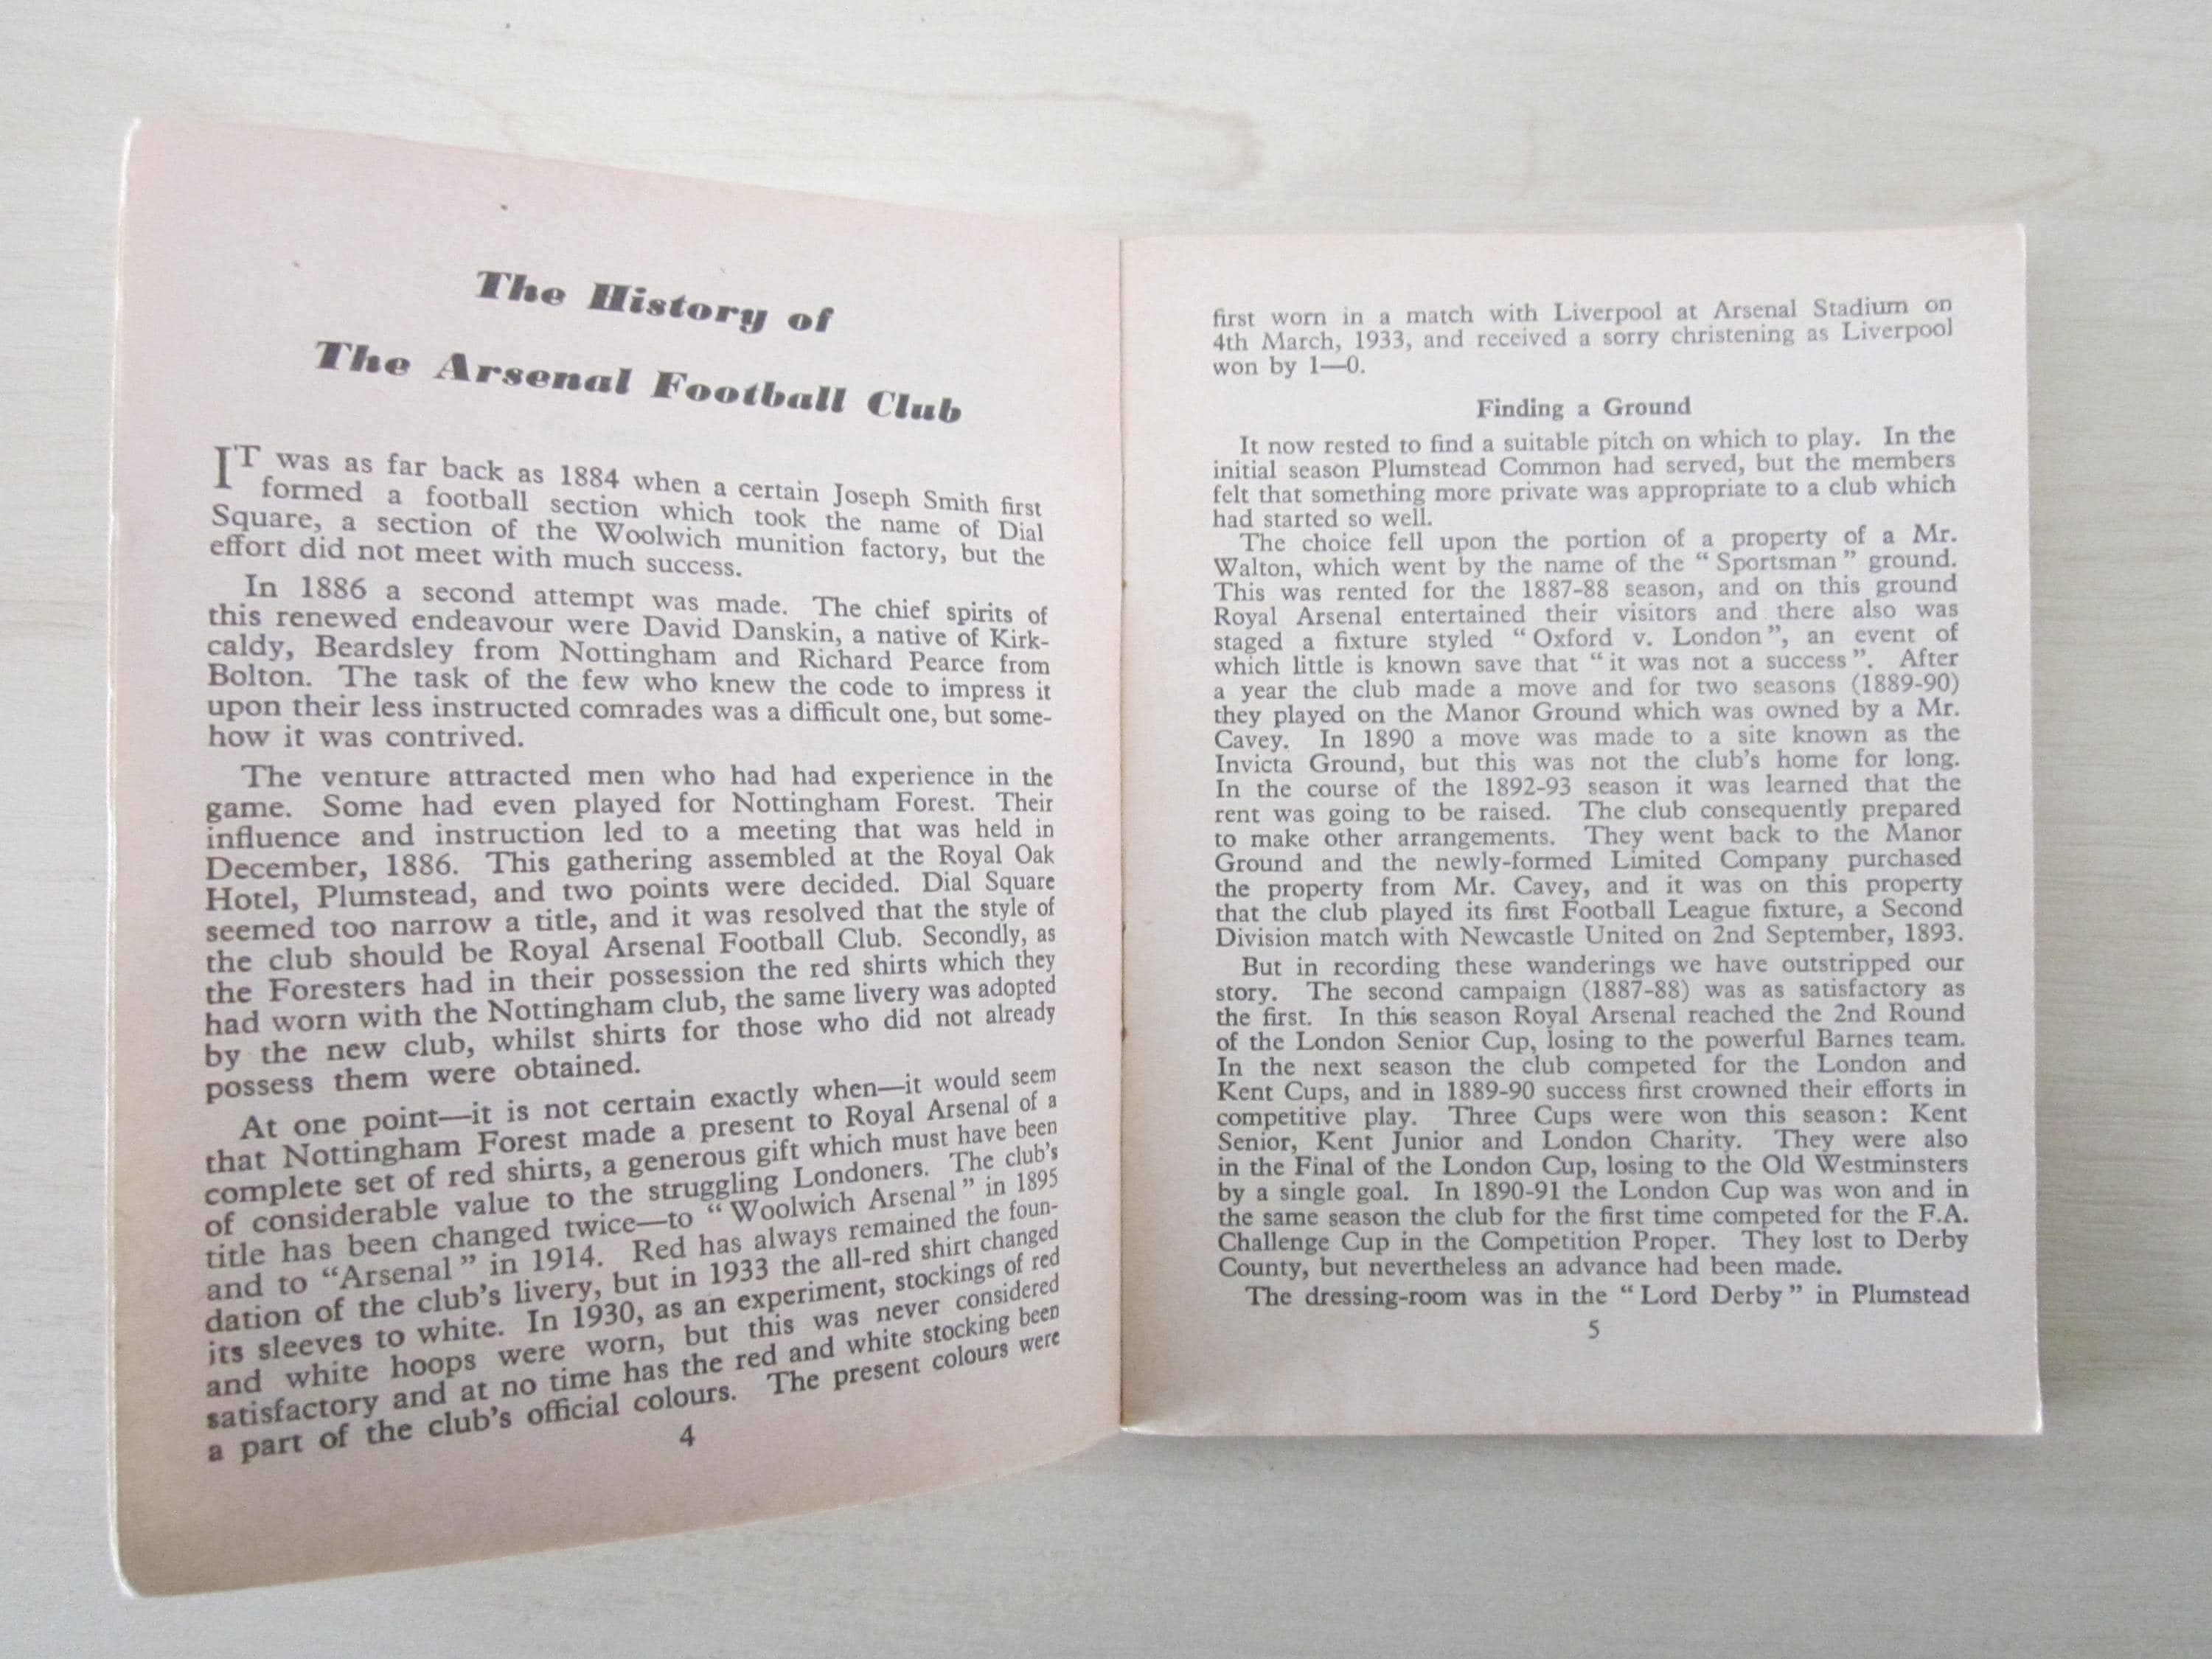 The History of
The Arsenal Football Club
IT was as far back as 1884 when a certain Joseph Smith first
formed a football section which took the name of Dial
Square, a section of the Woolwich munition factory, but the
effort did not meet with much success.
In 1886 a second attempt was made. The chief spirits of
this renewed endeavour were David Danskin, a native of Kirk-
caldy, Beardsley from Nottingham and Richard Pearce from
Bolton. The task of the few who knew the code to impress it
upon their less instructed comrades was a difficult one, but some-
how it was contrived.
The venture attracted men who had had experience in the
game. Some had even played for Nottingham Forest. Their
influence and instruction led to a meeting that was held in
December, 1886. This gathering assembled at the Royal Oak
Hotel, Plumstead, and two points were decided. Dial Square
seemed too narrow a title, and it was resolved that the style of
the club should be Royal Arsenal Football Club. Secondly, as
the Foresters had in their possession the red shirts which they
had worn with the Nottingham club, the same livery was adopted
by the new club, whilst shirts for those who did not already
possess them were obtained.
At one point—it is not certain exactly when—it would seem
that Nottingham Forest made a present to Royal Arsenal of a
complete set of red shirts, a generous gift which must have been
of considerable value to the struggling Londoners. The club's
title has been changed twice—to "Woolwich Arsenal" in 1895
and to "Arsenal" in 1914. Red has always remained the foun-
dation of the club's livery, but in 1933 the all-red shirt changed
its sleeves to white. In 1930, as an experiment, stockings of red
and white hoops were worn, but this was never considered
satisfactory and at no time has the red and white stocking been
a part of the club's official colours. The present colours were
4
first worn in a match with Liverpool at Arsenal Stadium on
4th March, 1933, and received a sorry christening as Liverpool
won by 1—0.
Finding a Ground
It now rested to find a suitable pitch on which to play. In the
initial season Plumstead Common had served, but the members
felt that something more private was appropriate to a club which
had started so well.
The choice fell upon the portion of a property of a Mr.
Walton, which went by the name of the "Sportsman" ground.
This was rented for the 1887-88 season, and on this ground
Royal Arsenal entertained their visitors and there also was
staged a fixture styled "Oxford v. London", an event of
which little is known save that "it was not a success". After
a year the club made a move and for two seasons (1889-90)
they played on the Manor Ground which was owned by a Mr.
Cavey. In 1890 a move was made to a site known as the
Invicta Ground, but this was not the club's home for long.
In the course of the 1892-93 season it was learned that the
rent was going to be raised. The club consequently prepared
to make other arrangements. They went back to the Manor
Ground and the newly-formed Limited Company purchased
the property from Mr. Cavey, and it was on this property
that the club played its first Football League fixture, a Second
Division match with Newcastle United on 2nd September, 1893.
But in recording these wanderings we have outstripped our
story. The second campaign (1887-88) was as satisfactory as
the first. In this season Royal Arsenal reached the 2nd Round
of the London Senior Cup, losing to the powerful Barnes team.
In the next season the club competed for the London and
Kent Cups, and in 1889-90 success first crowned their efforts in
competitive play. Three Cups were won this season: Kent
Senior, Kent Junior and London Charity. They were also
in the Final of the London Cup, losing to the Old Westminsters
by a single goal. In 1890-91 the London Cup was won and in
the same season the club for the first time competed for the F.A.
Challenge Cup in the Competition Proper. They lost to Derby
County, but nevertheless an advance had been made.
The dressing-room was in the "Lord Derby" in Plumstead
5